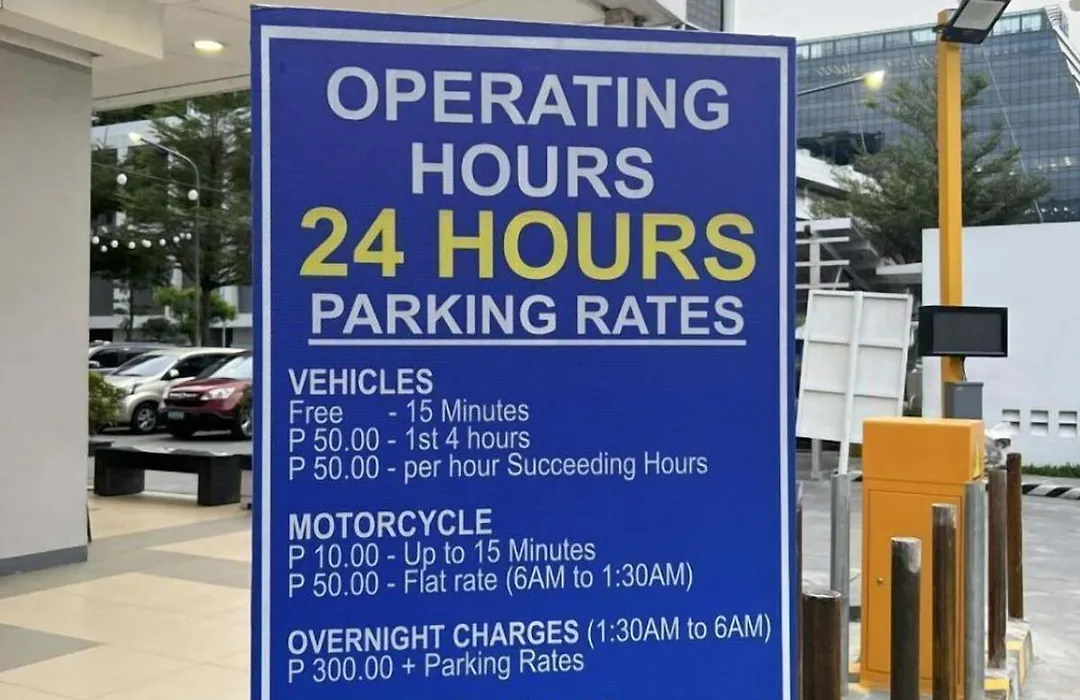 OPERATING
HOURS
24 HOURS
PARKING RATES
VEHICLES
Free - 15 Minutes
P 50.00 - 1st 4 hours
P 50.00 - per hour Succeeding Hours
MOTORCYCLE
P 10.00 - Up to 15 Minutes
P 50.00 - Flat rate (6AM to 1:30AM)
OVERNIGHT CHARGES (1:30AM to 6AM)
P 300.00 + Parking Rates